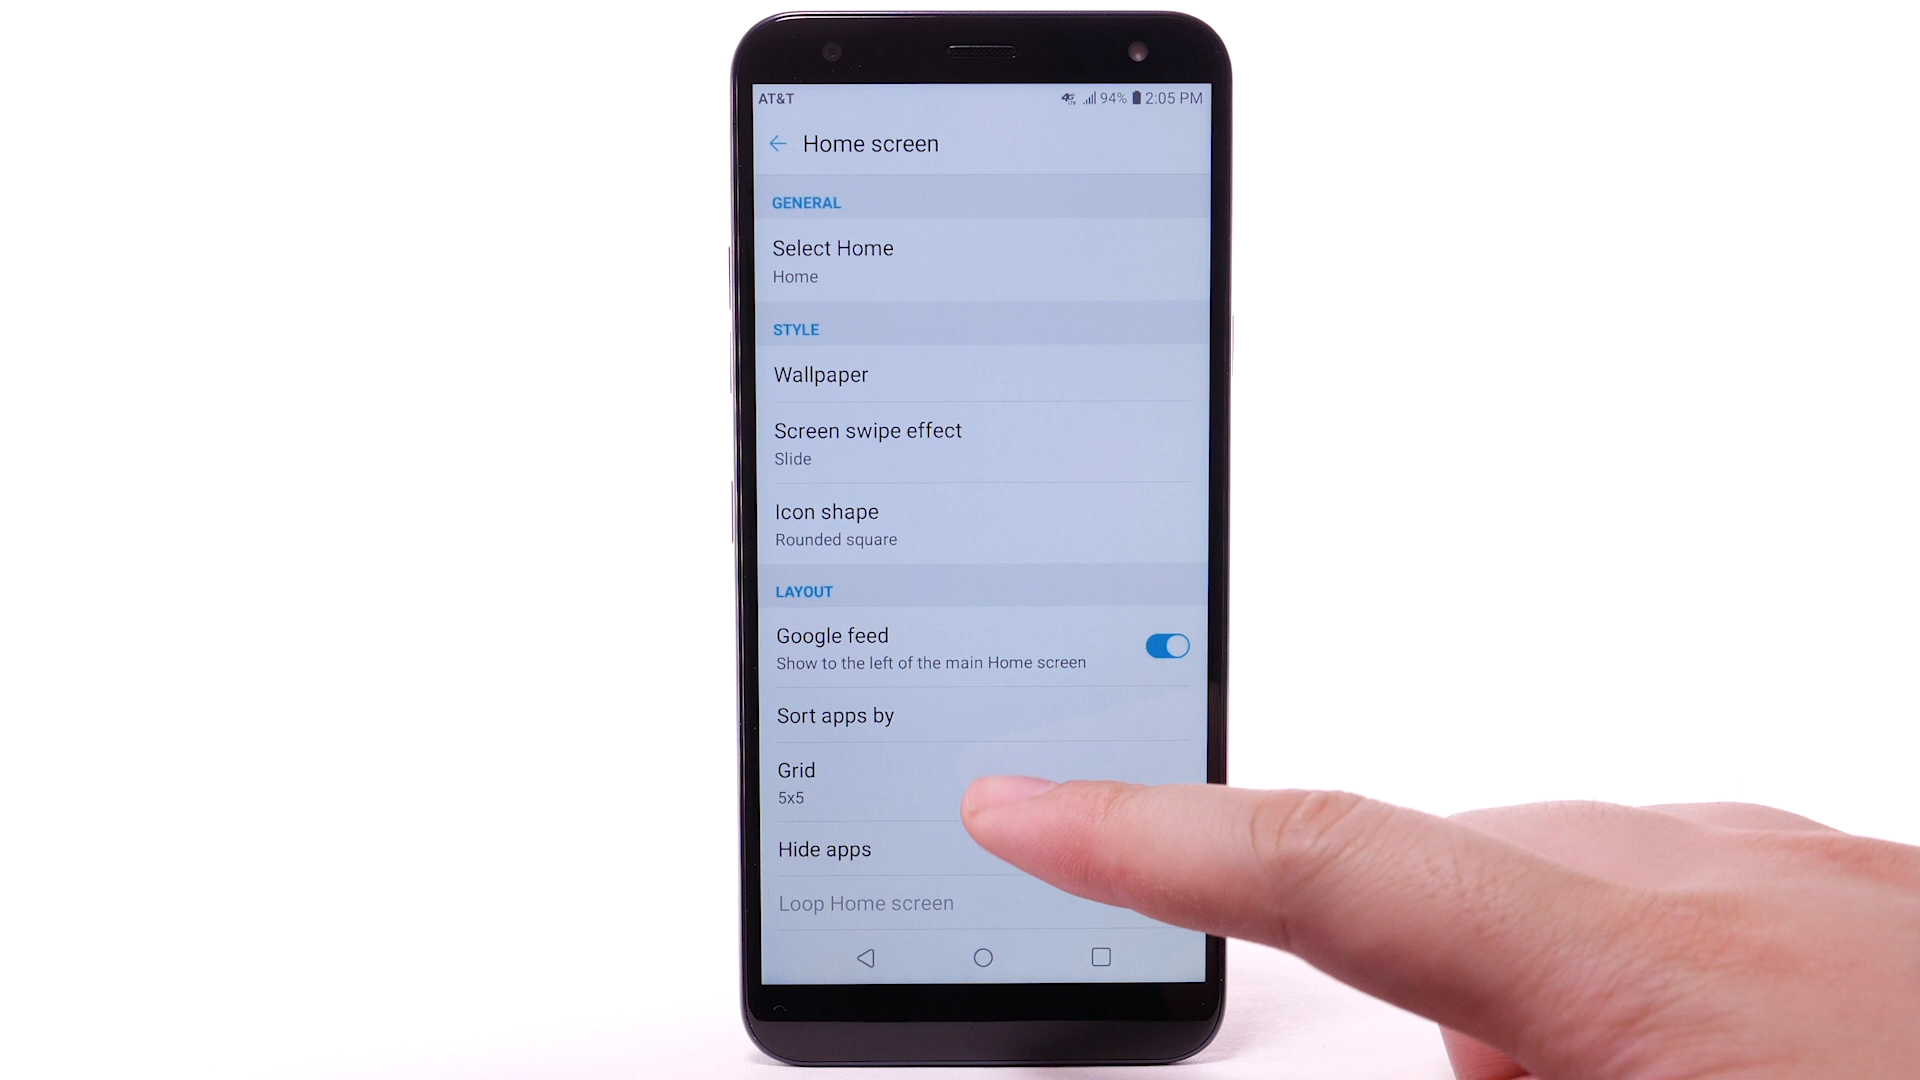 AT&T 4G LTE 94% 2:05 PM
Home screen
GENERAL
Select Home
Home
STYLE
Wallpaper
Screen swipe effect
Slide
Icon shape
Rounded square
LAYOUT
Google feed
Show to the left of the main Home screen
Sort apps by
Grid
5x5
Hide apps
Loop Home screen